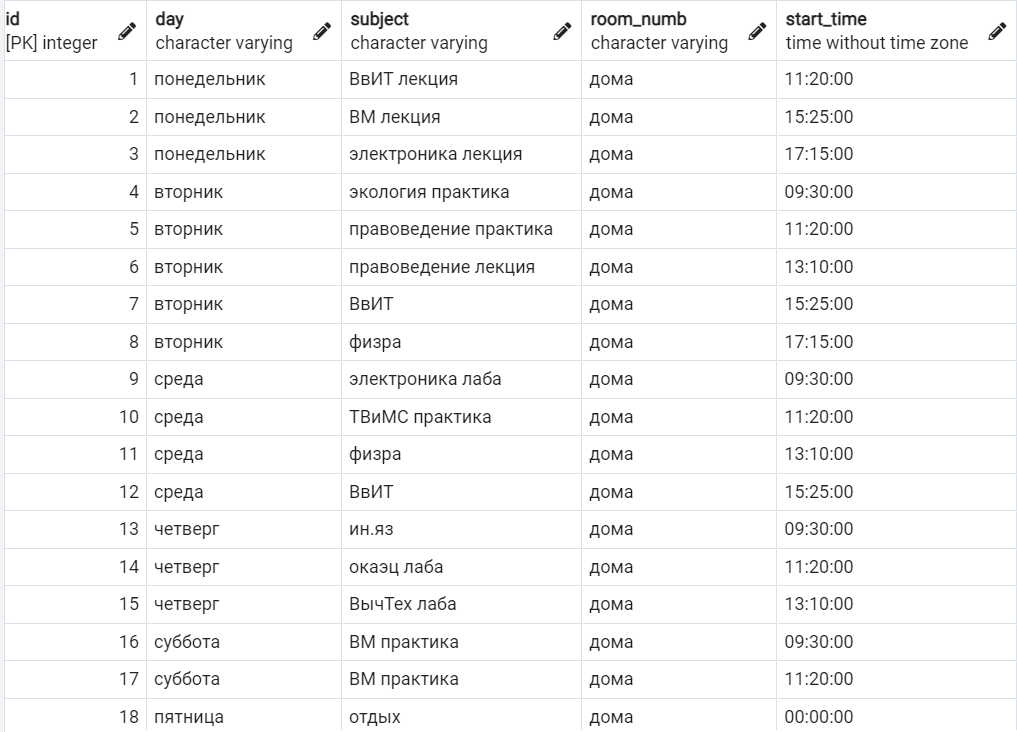 id day subject room_numb start_time
[PK] integer character varying character varying character varying time without time zone
1 понедельник ВвИТ лекция дома 11:20:00
2 понедельник ВМ лекция дома 15:25:00
3 понедельник электроника лекция дома 17:15:00
4 вторник экология практика дома 09:30:00
5 вторник правоведение практика дома 11:20:00
6 вторник правоведение лекция дома 13:10:00
7 вторник ВвИТ дома 15:25:00
8 вторник физра дома 17:15:00
9 среда электроника лаба дома 09:30:00
10 среда ТВиМС практика дома 11:20:00
11 среда физра дома 13:10:00
12 среда ВвИТ дома 15:25:00
13 четверг ин.яз дома 09:30:00
14 четверг окаэц лаба дома 11:20:00
15 четверг ВычТех лаба дома 13:10:00
16 суббота ВМ практика дома 09:30:00
17 суббота ВМ практика дома 11:20:00
18 пятница отдых дома 00:00:00